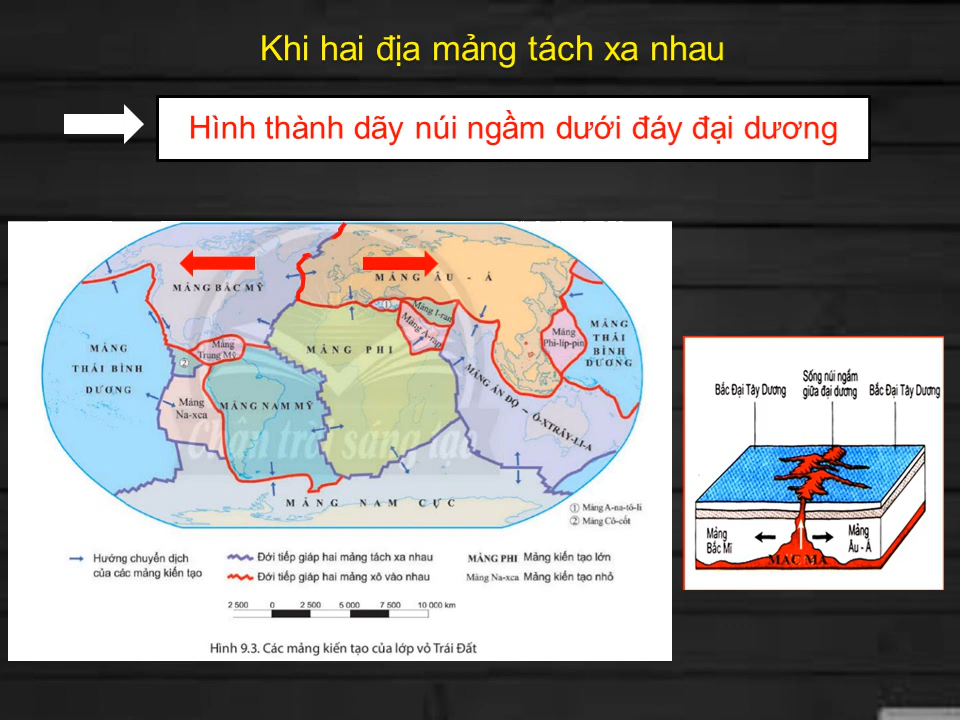 Khi hai địa mảng tách xa nhau
Hình thành dãy núi ngầm dưới đáy đại dương
MẢNG BẮC MỸ
MẢNG ÂU - Á
MẢNG
THÁI BÌNH
DƯƠNG
Mảng
Trung Mỹ
②
Mảng
Na-xca
MẢNG NAM MỸ
MẢNG PHI
①
Mảng I-ran
Mảng A-rap
MẢNG ẤN ĐỘ - Ô-XTRÂY-LI-A
Mảng
Phi-líp-pin
MẢNG
THÁI
BÌNH
DƯƠNG
Chân trời sáng tạo
MẢNG NAM CỰC
① Mảng A-na-tô-li
② Mảng Cô-cốt
Hướng chuyển dịch
của các mảng kiến tạo
Đới tiếp giáp hai mảng tách xa nhau
Đới tiếp giáp hai mảng xô vào nhau
MẢNG PHI Mảng kiến tạo lớn
Mảng Na-xca Mảng kiến tạo nhỏ
2 500 0 2 500 5 000 7 500 10 000 km
Hình 9.3. Các mảng kiến tạo của lớp vỏ Trái Đất
Bắc Đại Tây Dương
Sống núi ngầm
giữa đại dương
Bắc Đại Tây Dương
Mảng
Bắc Mĩ
Mảng
Âu - Á
MAC MA